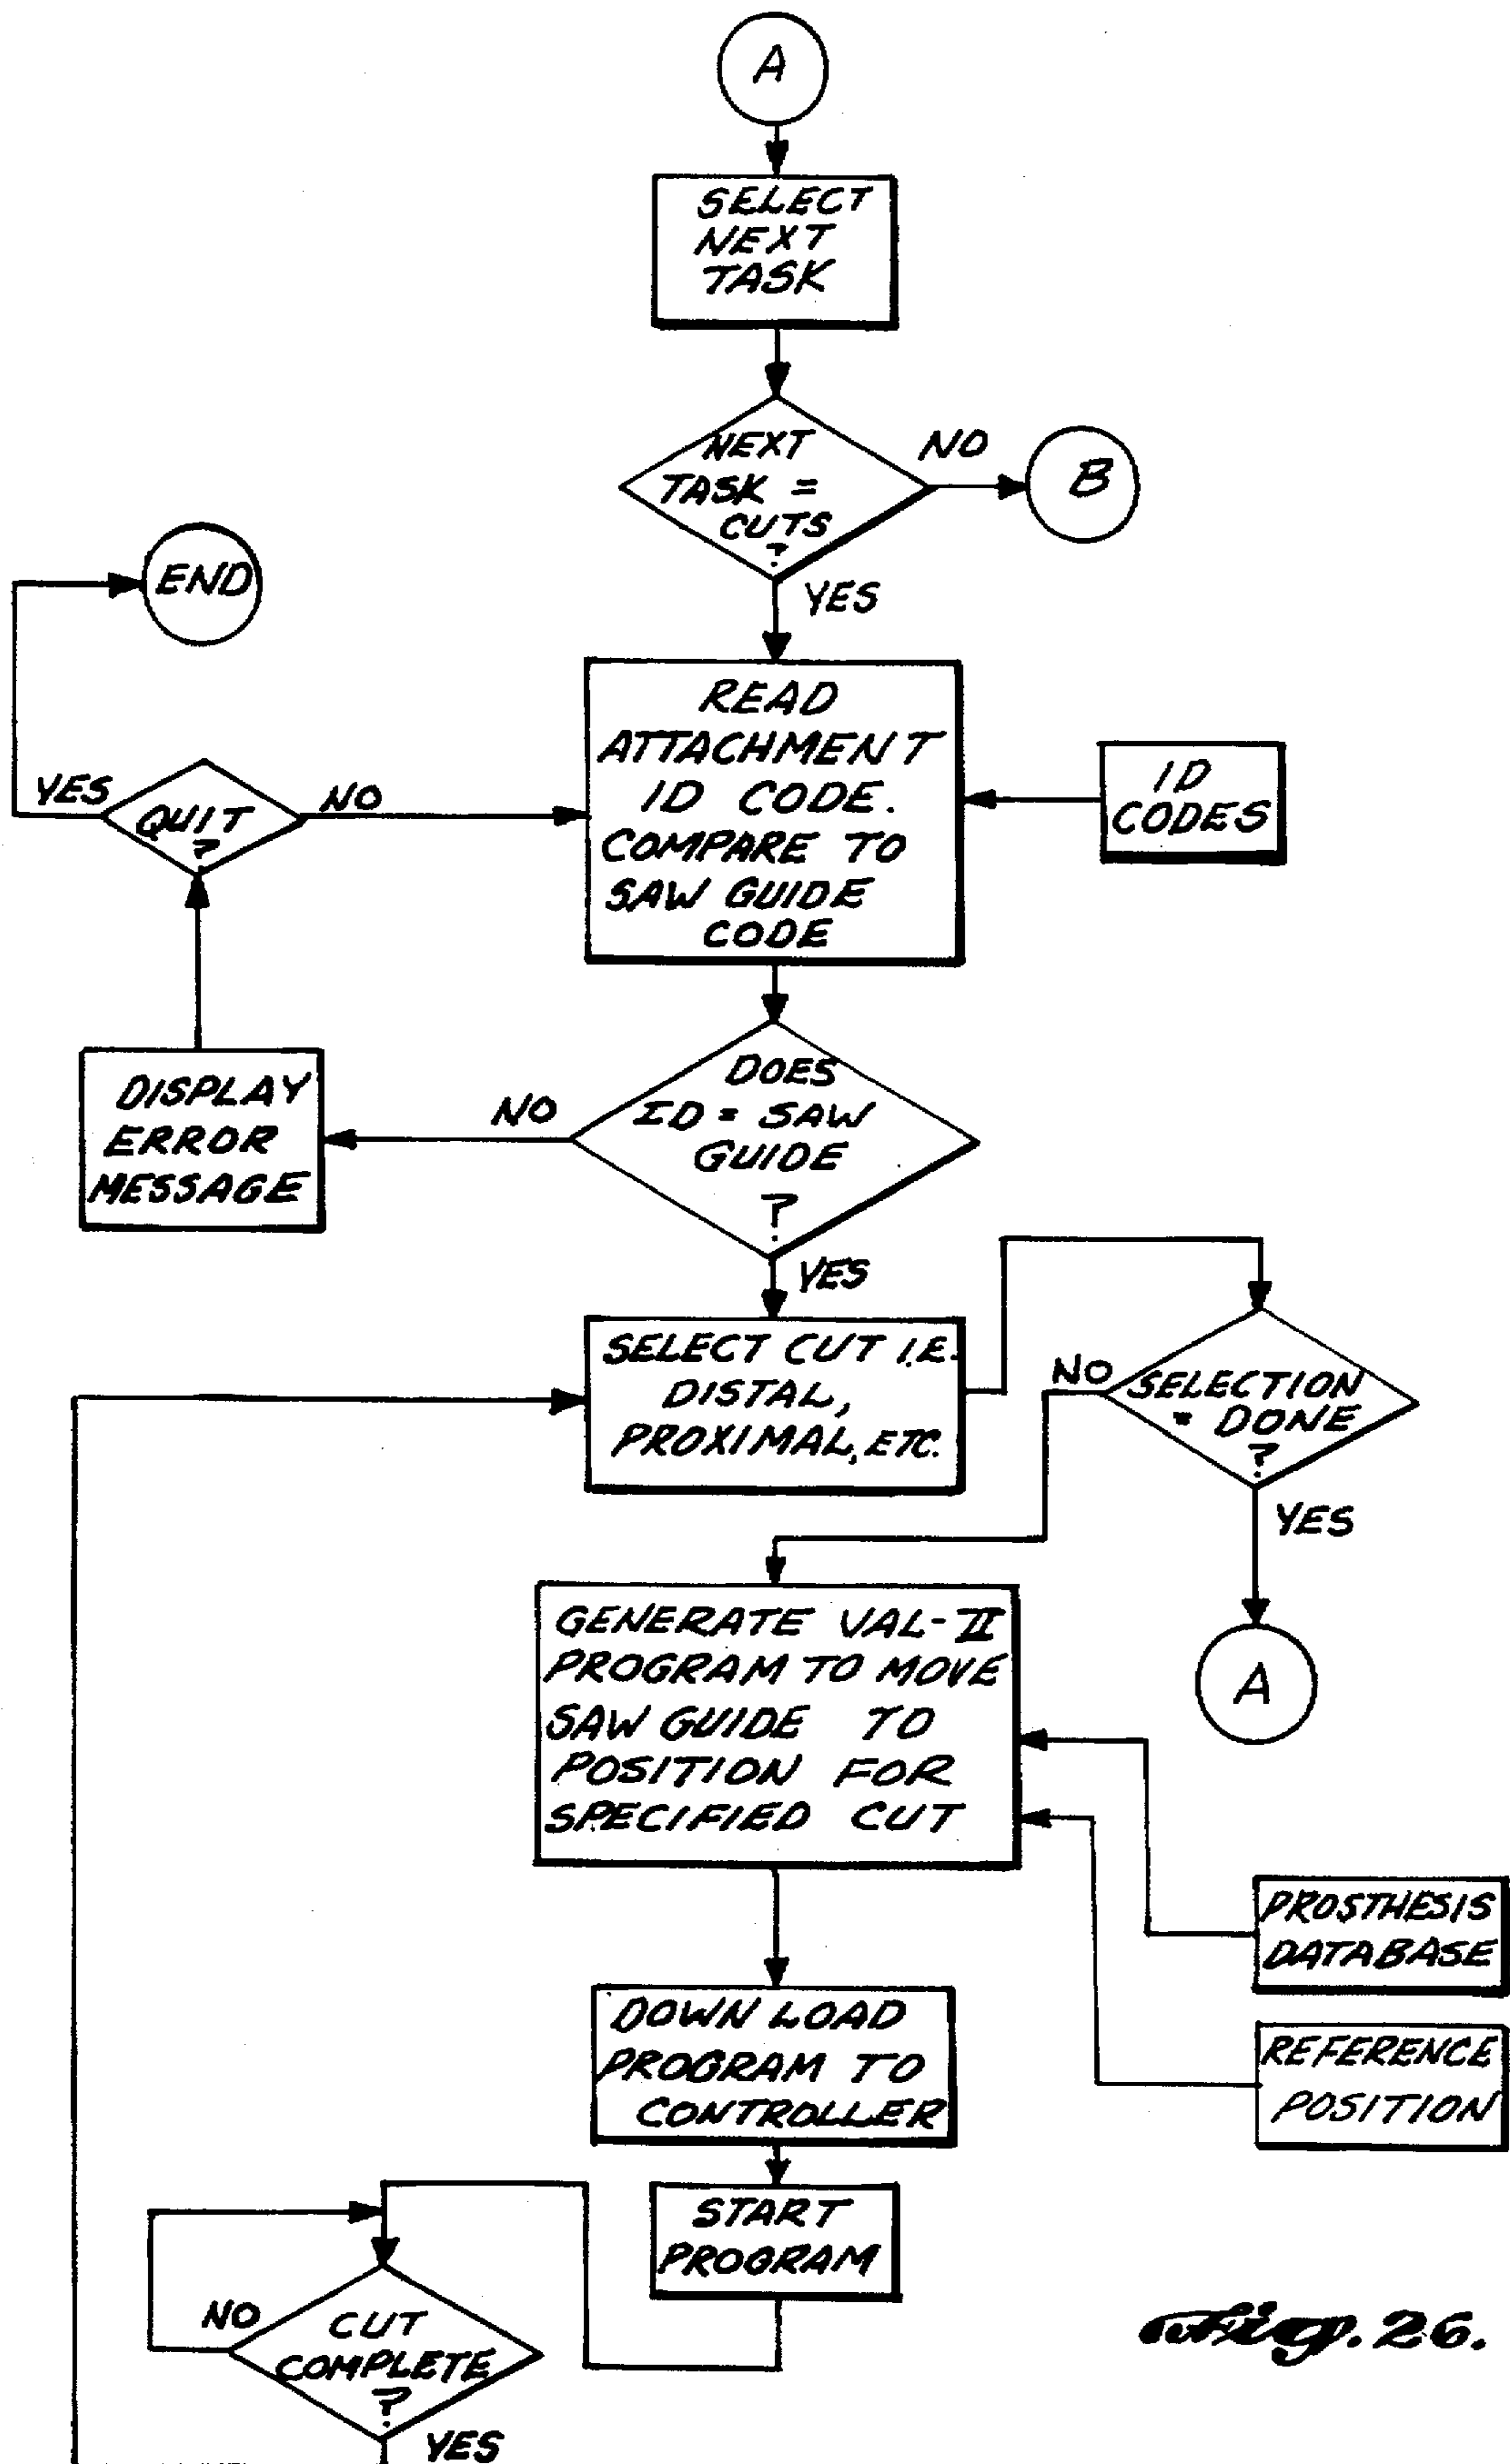 A
SELECT
NEXT
TASK
NEXT
TASK =
CUTS
?
NO
B
YES
END
READ
ATTACHMENT
ID CODE.
COMPARE TO
SAW GUIDE
CODE
ID
CODES
YES
QUIT
?
NO
DISPLAY
ERROR
MESSAGE
NO
DOES
ID = SAW
GUIDE
?
YES
SELECT CUT I.E.
DISTAL,
PROXIMAL, ETC.
NO
SELECTION
= DONE
?
YES
A
GENERATE VAL-II
PROGRAM TO MOVE
SAW GUIDE TO
POSITION FOR
SPECIFIED CUT
PROSTHESIS
DATABASE
REFERENCE
POSITION
DOWN LOAD
PROGRAM TO
CONTROLLER
START
PROGRAM
NO
CUT
COMPLETE
?
YES
Fig. 26.